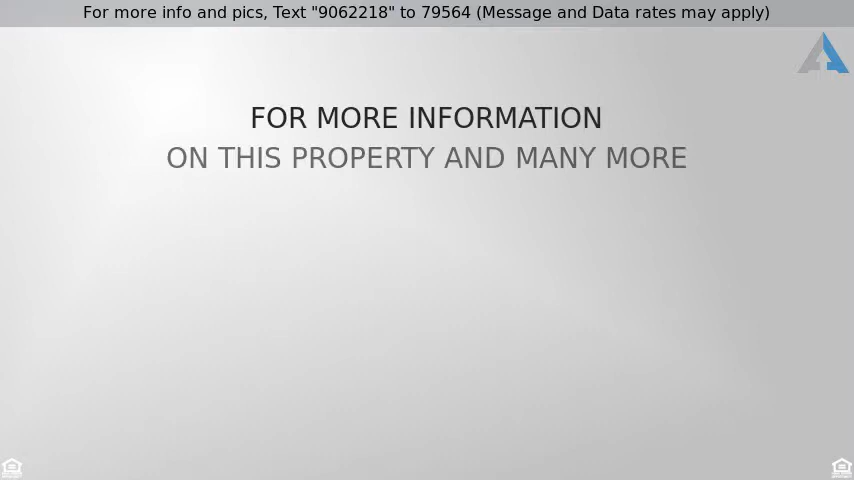 For more info and pics, Text "9062218" to 79564 (Message and Data rates may apply)
FOR MORE INFORMATION
ON THIS PROPERTY AND MANY MORE